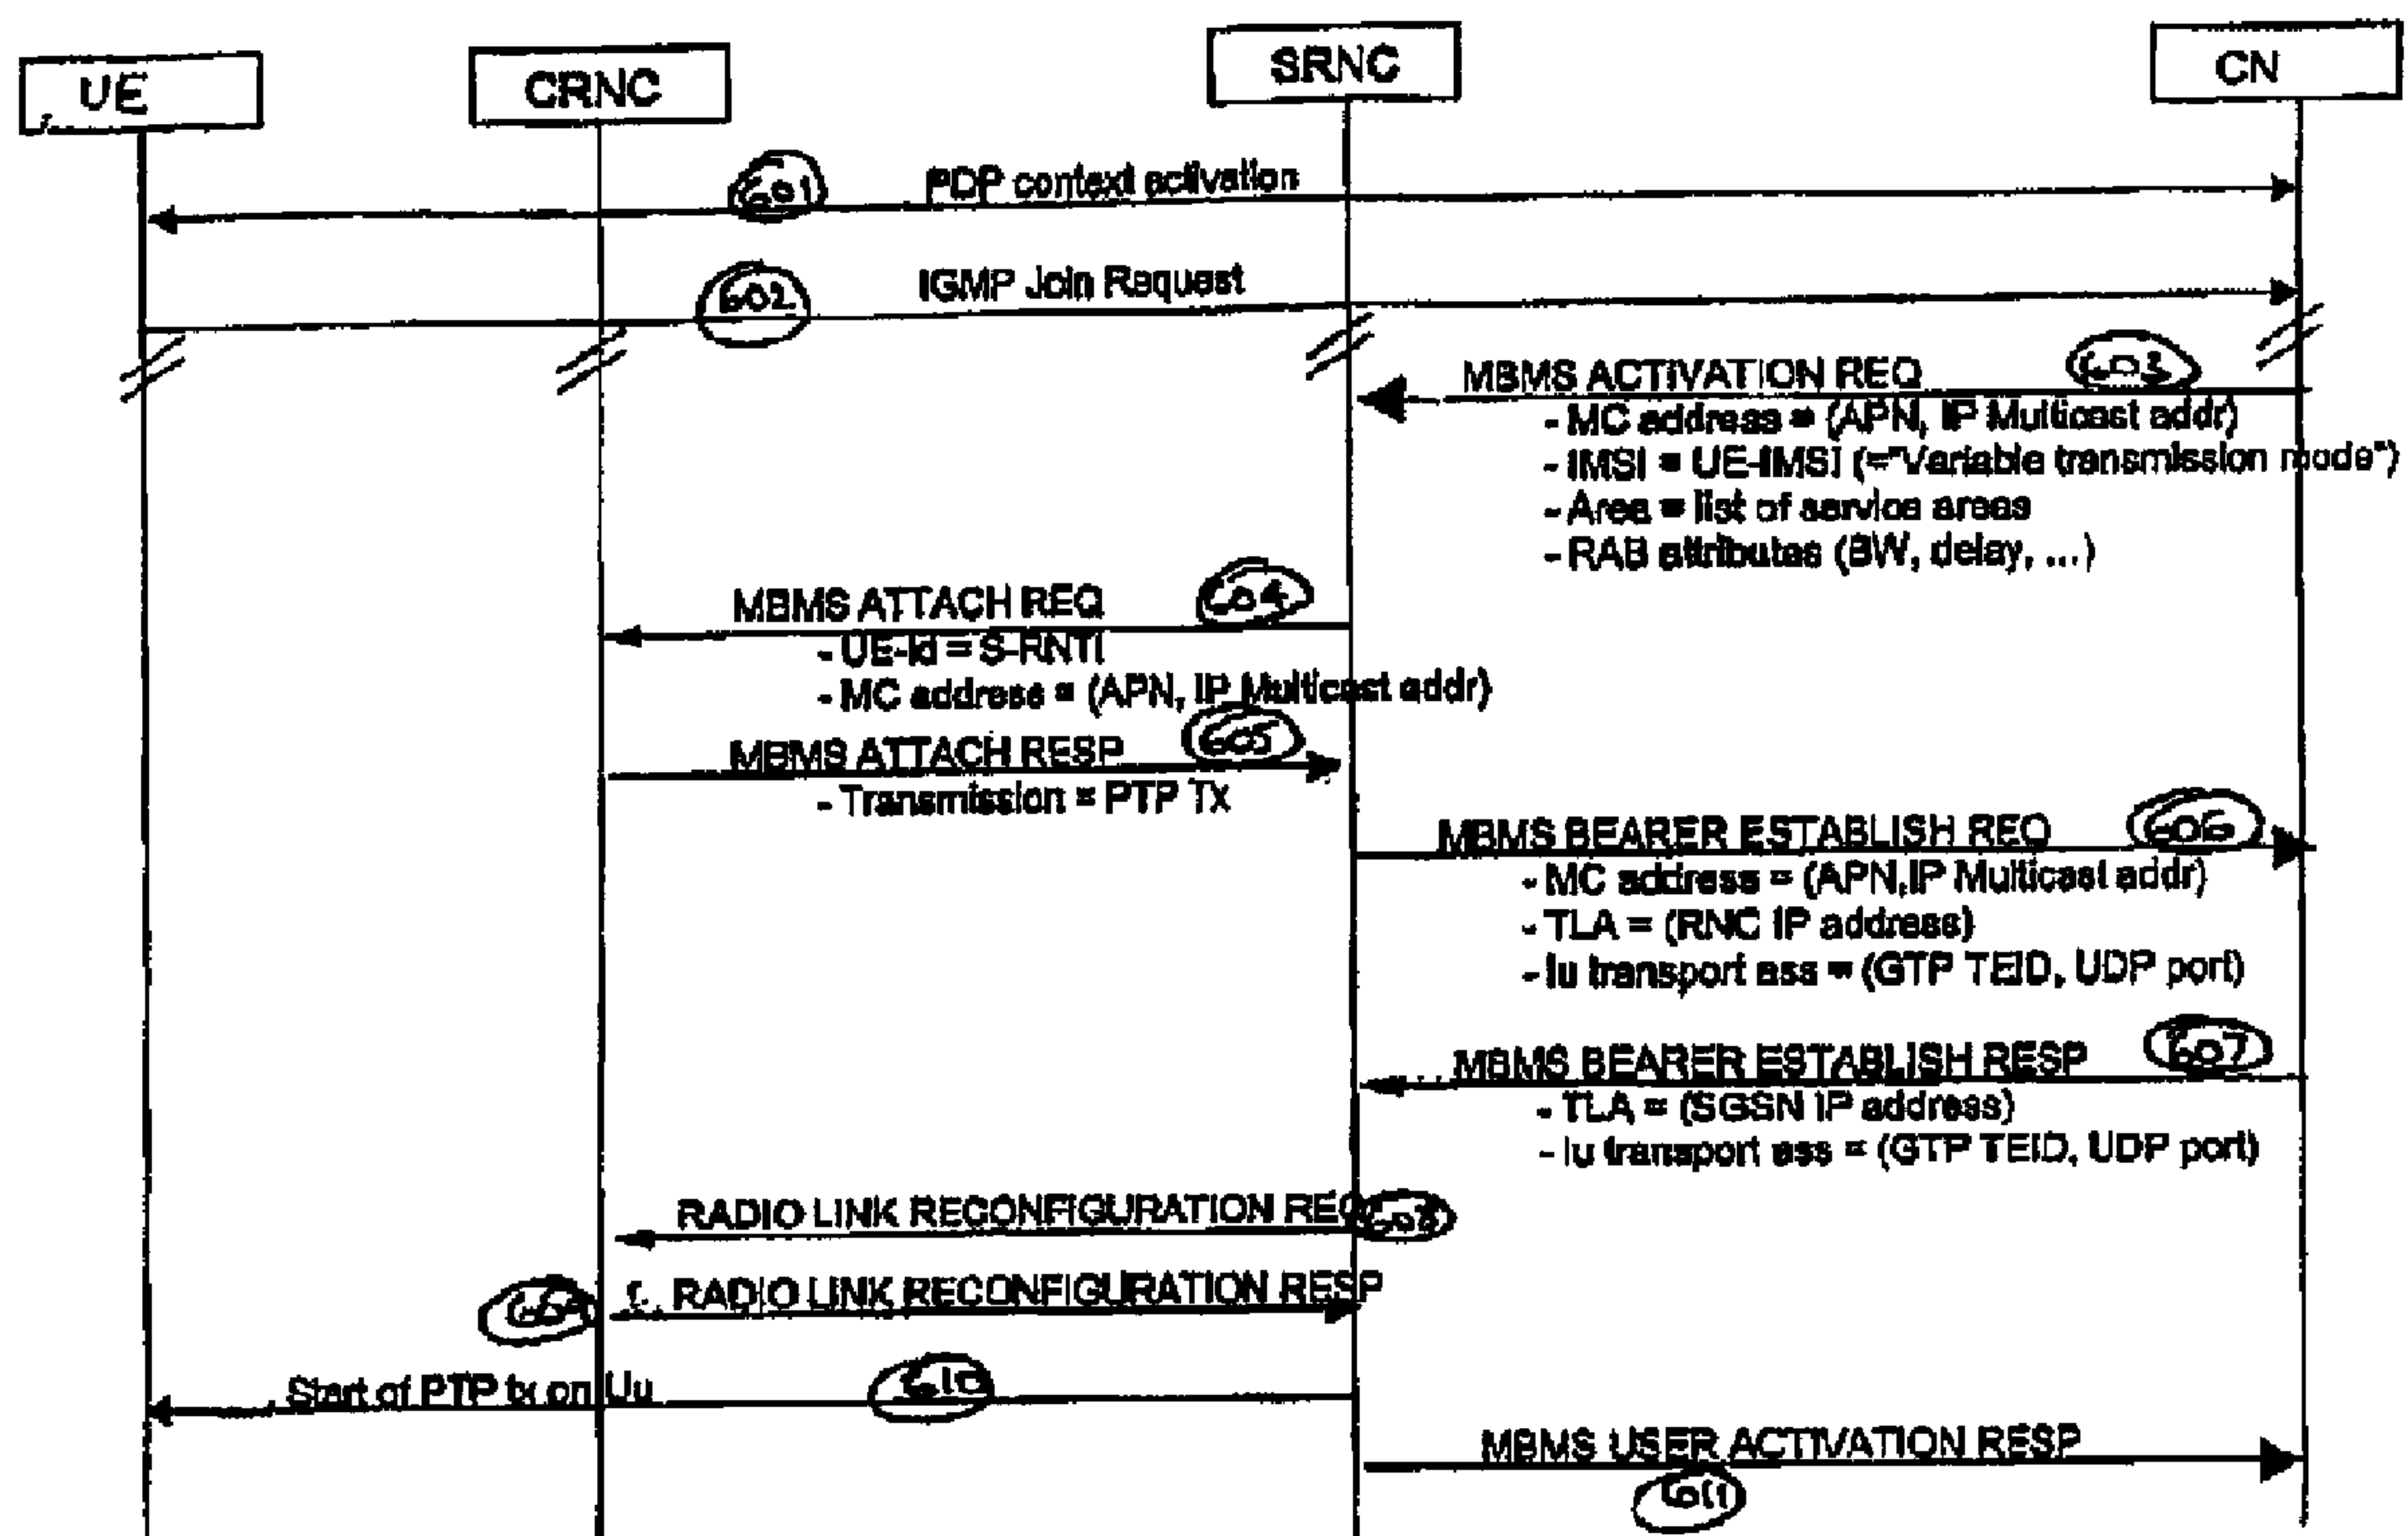 UE
CRNC
SRNC
CN
601
PDP context activation
602
IGMP Join Request
MBMS ACTIVATION REQ
603
- MC address = (APN, IP Multicast addr)
- IMSI = UE-IMSI (="Variable transmission mode")
- Area = list of service areas
- RAB attributes (BW, delay, ...)
MBMS ATTACH REQ
604
- UE-Id = S-RNTI
- MC address = (APN, IP Multicast addr)
MBMS ATTACH RESP
605
- Transmission = PTP Tx
MBMS BEARER ESTABLISH REQ
606
- MC address = (APN,IP Multicast addr)
- TLA = (RNC IP address)
- Iu transport ass = (GTP TEID, UDP port)
MBMS BEARER ESTABLISH RESP
607
- TLA = (SGSN IP address)
- Iu transport ass = (GTP TEID, UDP port)
RADIO LINK RECONFIGURATION REQ
608
609
RADIO LINK RECONFIGURATION RESP
Start of PTP tx on Uu
610
MBMS USER ACTIVATION RESP
611